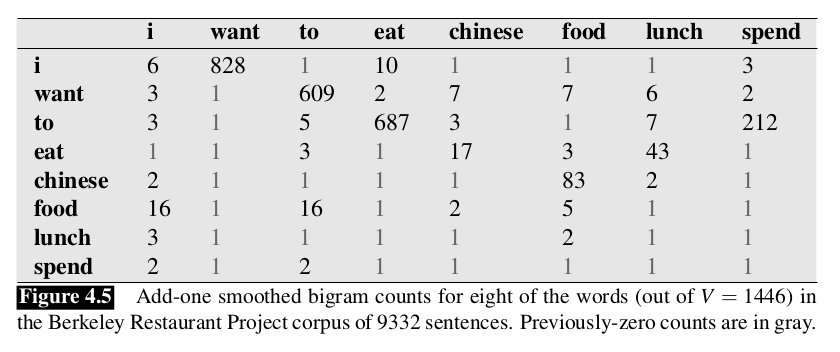 i want to eat chinese food lunch spend
i 6 828 1 10 1 1 1 3
want 3 1 609 2 7 7 6 2
to 3 1 5 687 3 1 7 212
eat 1 1 3 1 17 3 43 1
chinese 2 1 1 1 1 83 2 1
food 16 1 16 1 2 5 1 1
lunch 3 1 1 1 1 2 1 1
spend 2 1 2 1 1 1 1 1
Figure 4.5 Add-one smoothed bigram counts for eight of the words (out of V = 1446) in
the Berkeley Restaurant Project corpus of 9332 sentences. Previously-zero counts are in gray.